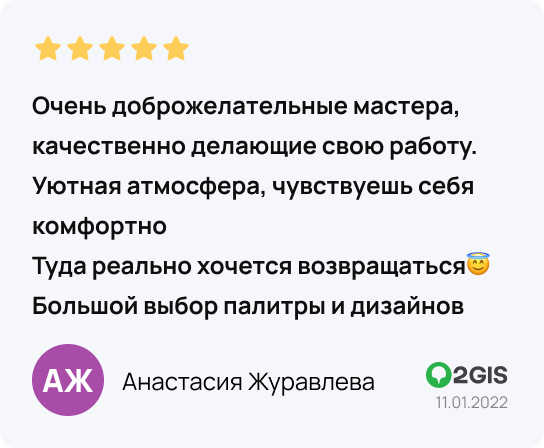 Очень доброжелательные мастера,
качественно делающие свою работу.
Уютная атмосфера, чувствуешь себя
комфортно
Туда реально хочется возвращаться😇
Большой выбор палитры и дизайнов
АЖ
Анастасия Журавлева
2GIS
11.01.2022